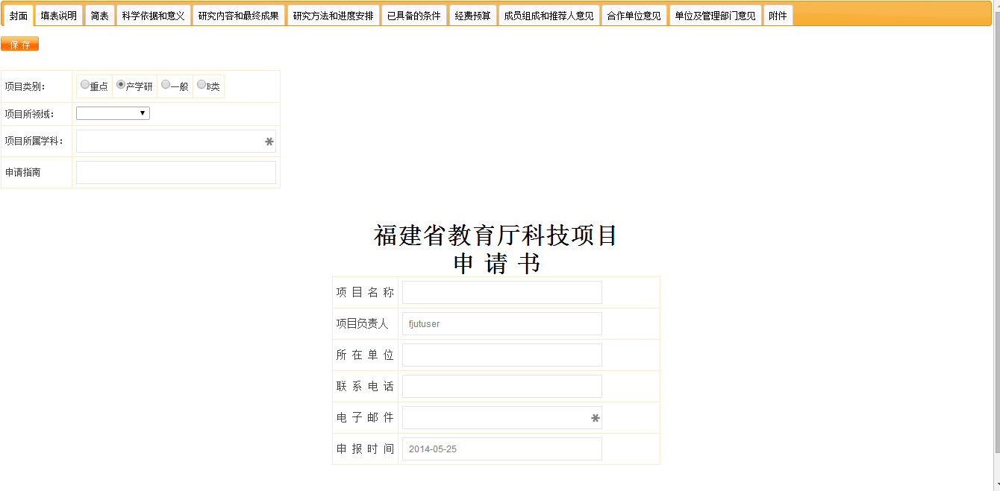 封面 填表说明 简表 科学依据和意义 研究内容和最终成果 研究方法和进度安排 已具备的条件 经费预算 成员组成和推荐人意见 合作单位意见 单位及管理部门意见 附件
保 存
项目类别： 重点 产学研 一般 B类
项目所领域：
项目所属学科： *
申请指南
福建省教育厅科技项目
申 请 书
项 目 名 称
项目负责人 fjutuser
所 在 单 位
联 系 电 话
电 子 邮 件 *
申 报 时 间 2014-05-25